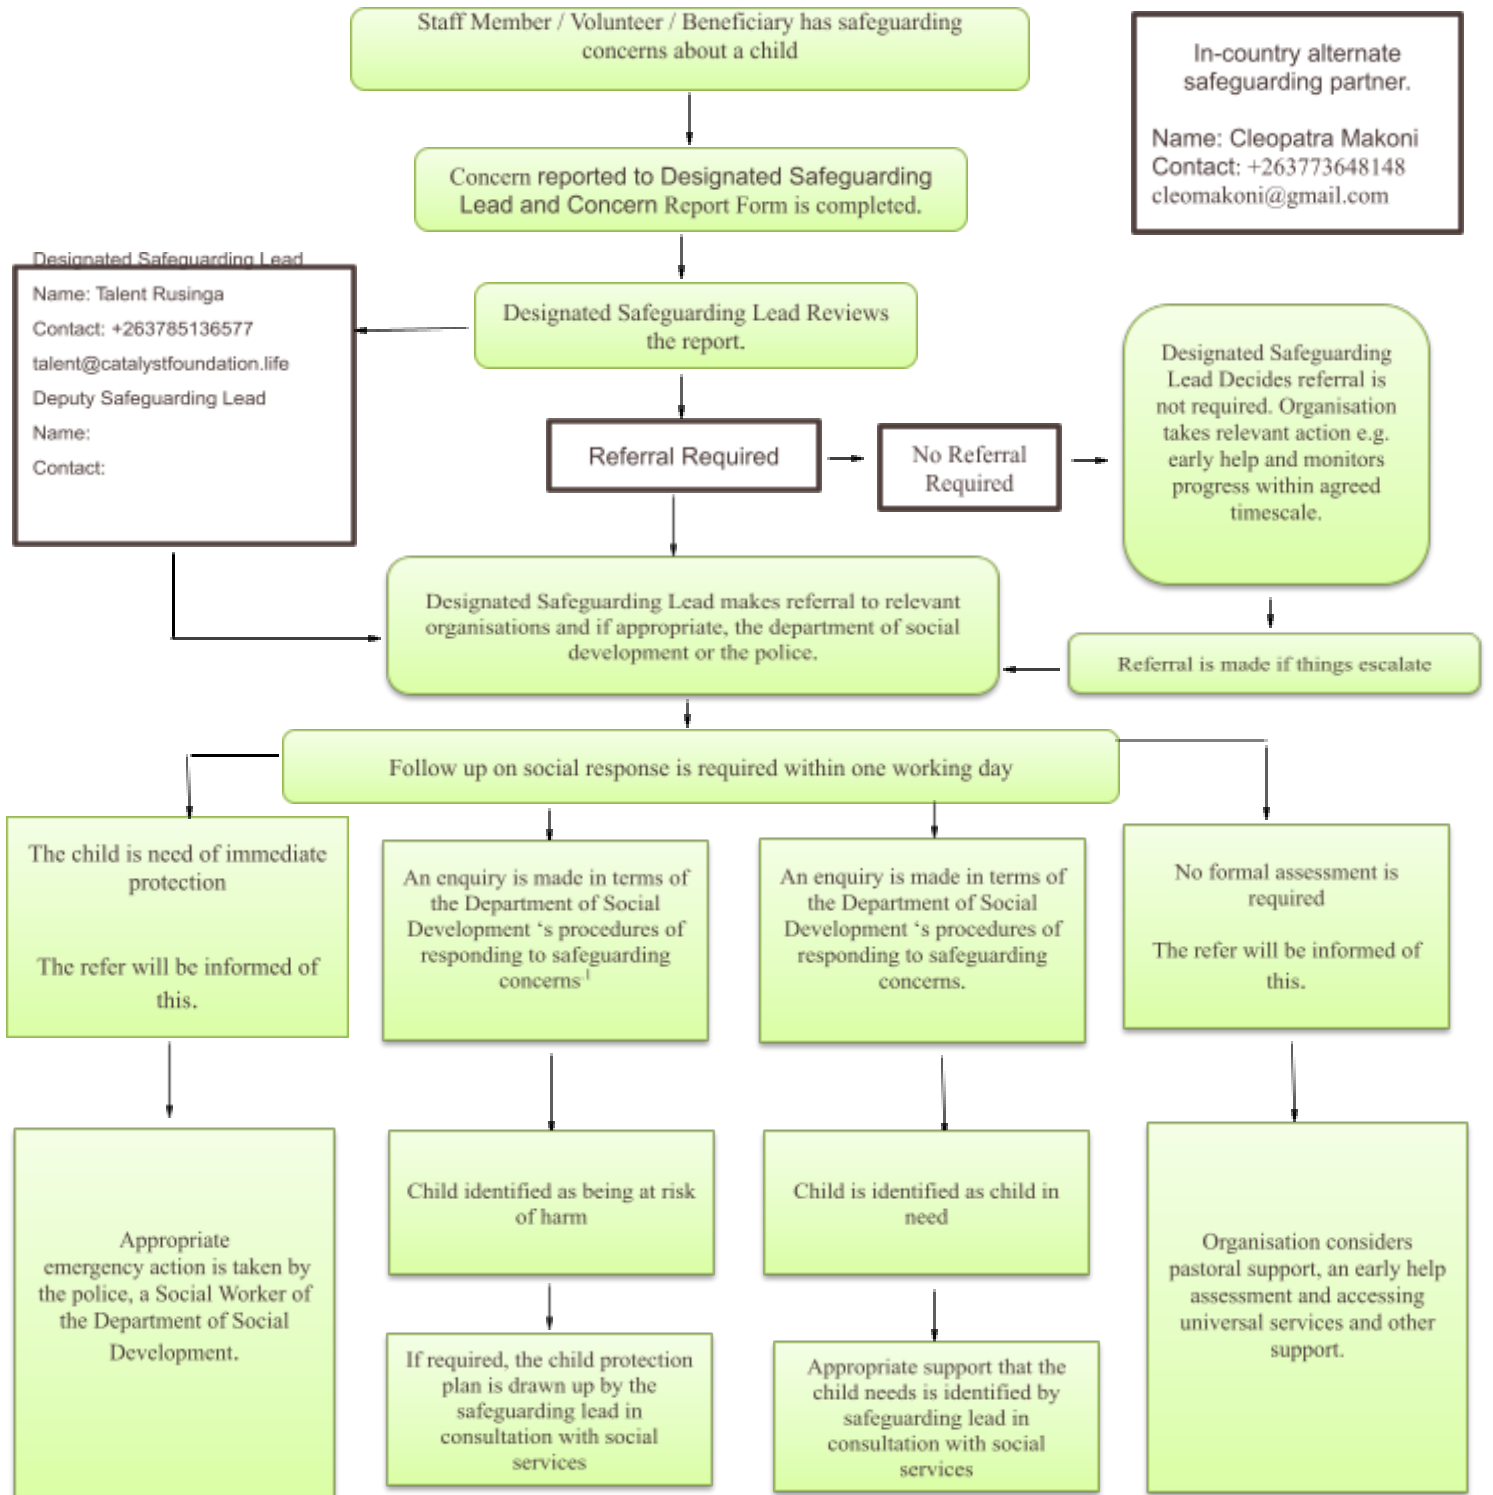 Staff Member / Volunteer / Beneficiary has safeguarding
concerns about a child
In-country alternate
safeguarding partner.
Name: Cleopatra Makoni
Contact: +263773648148
cleomakoni@gmail.com
Concern reported to Designated Safeguarding
Lead and Concern Report Form is completed.
Designated Safeguarding Lead
Name: Talent Rusinga
Contact: +263785136577
talent@catalystfoundation.life
Deputy Safeguarding Lead
Name:
Contact:
Designated Safeguarding Lead Reviews
the report.
Referral Required
No Referral
Required
Designated Safeguarding
Lead Decides referral is
not required. Organisation
takes relevant action e.g.
early help and monitors
progress within agreed
timescale.
Designated Safeguarding Lead makes referral to relevant
organisations and if appropriate, the department of social
development or the police.
Referral is made if things escalate
Follow up on social response is required within one working day
The child is need of immediate
protection
The refer will be informed of
this.
An enquiry is made in terms of
the Department of Social
Development ‘s procedures of
responding to safeguarding
concerns.1
An enquiry is made in terms of
the Department of Social
Development ‘s procedures of
responding to safeguarding
concerns.
No formal assessment is
required
The refer will be informed of
this.
Appropriate
emergency action is taken by
the police, a Social Worker of
the Department of Social
Development.
Child identified as being at risk
of harm
Child is identified as child in
need
Organisation considers
pastoral support, an early help
assessment and accessing
universal services and other
support.
If required, the child protection
plan is drawn up by the
safeguarding lead in
consultation with social
services
Appropriate support that the
child needs is identified by
safeguarding lead in
consultation with social
services